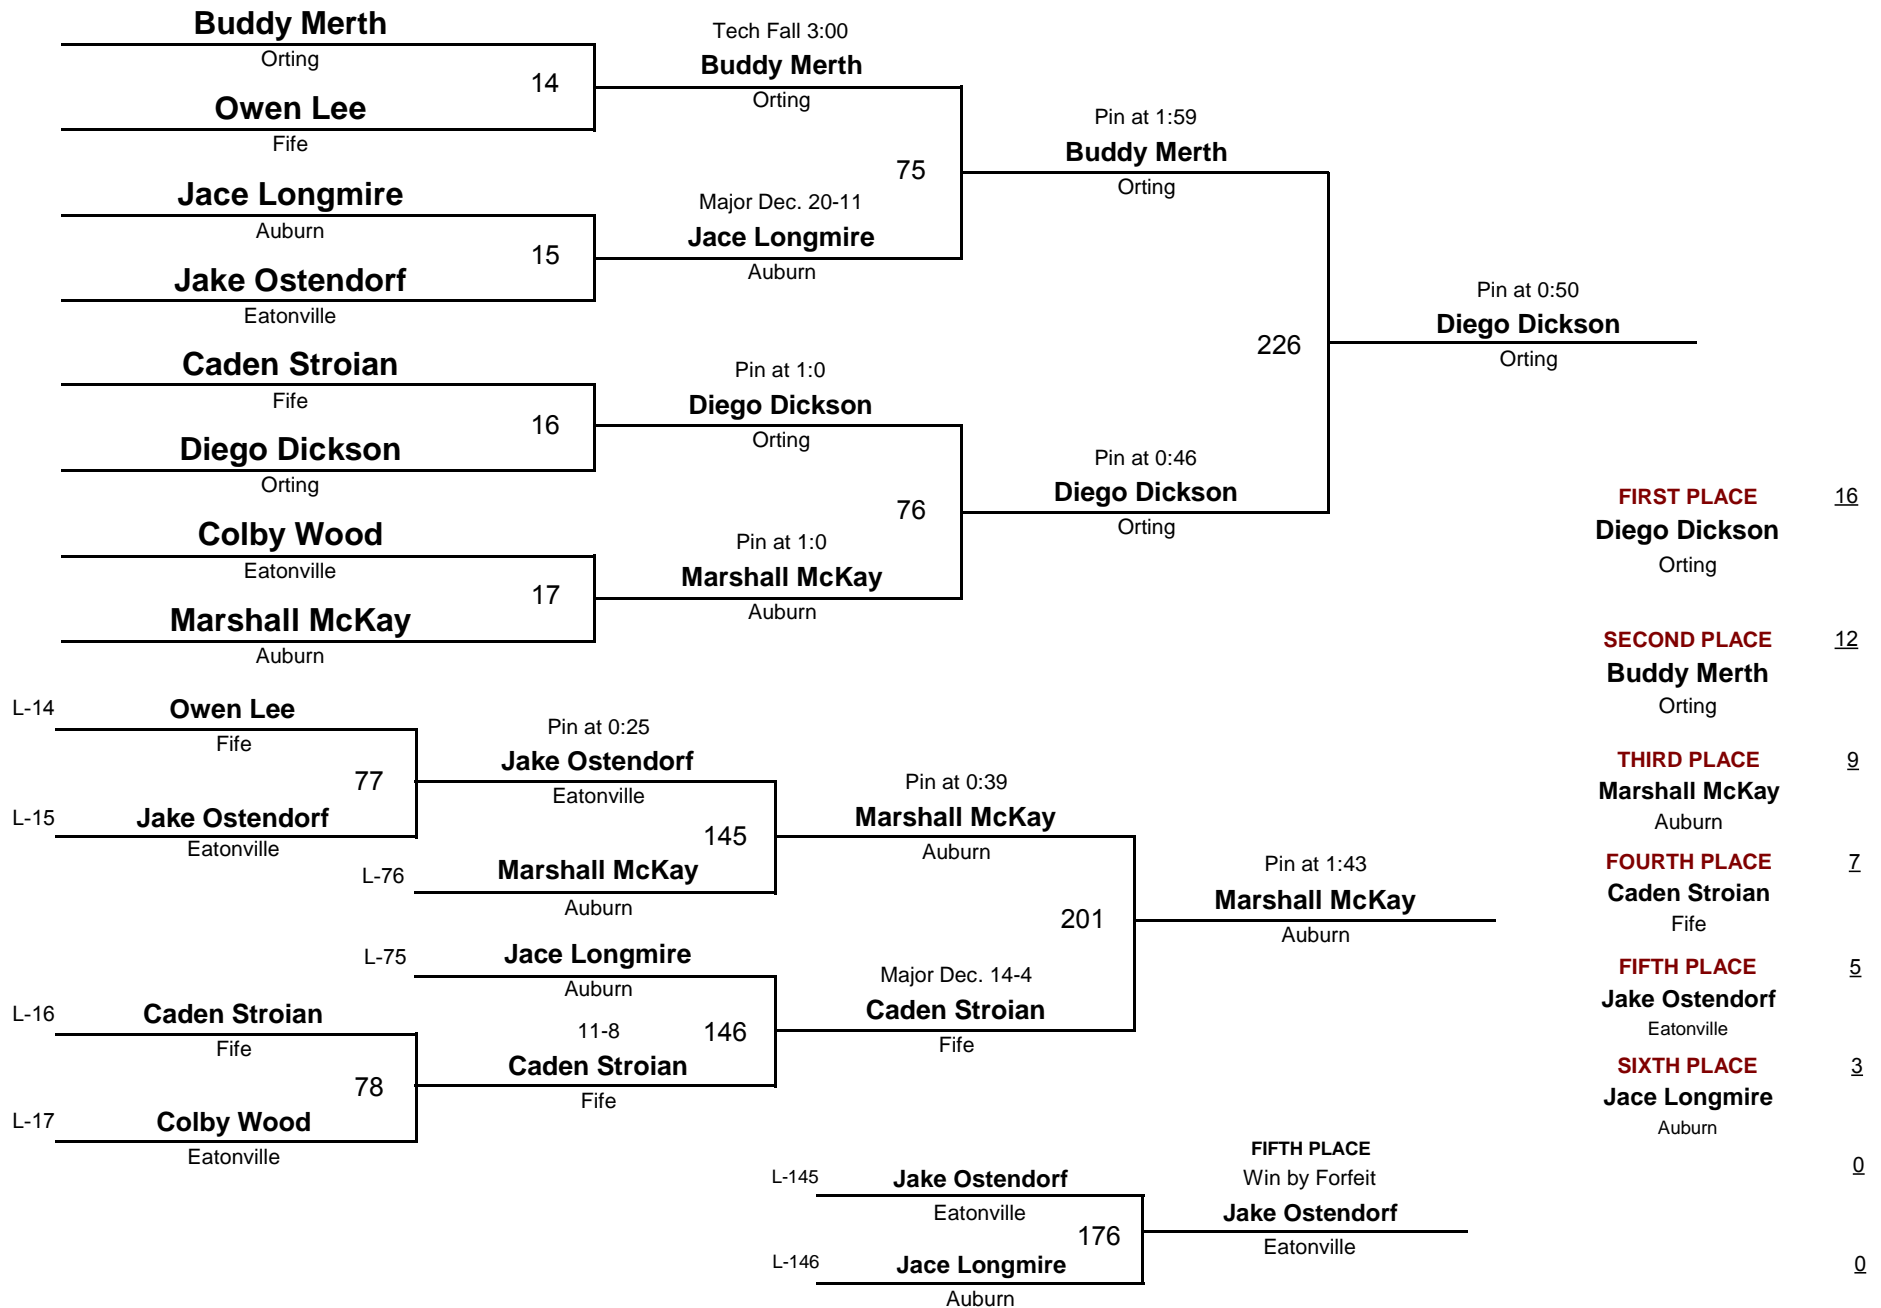 Buddy Merth
Orting
14
Owen Lee
Fife
Jace Longmire
Auburn
15
Jake Ostendorf
Eatonville
Caden Stroian
Fife
16
Diego Dickson
Orting
Colby Wood
Eatonville
17
Marshall McKay
Auburn
Tech Fall 3:00
Buddy Merth
Orting
75
Major Dec. 20-11
Jace Longmire
Auburn
Pin at 1:0
Diego Dickson
Orting
76
Pin at 1:0
Marshall McKay
Auburn
Pin at 1:59
Buddy Merth
Orting
226
Pin at 0:46
Diego Dickson
Orting
Pin at 0:50
Diego Dickson
Orting
L-14
Owen Lee
Fife
77
L-15
Jake Ostendorf
Eatonville
Pin at 0:25
Jake Ostendorf
Eatonville
145
L-76
Marshall McKay
Auburn
L-75
Jace Longmire
Auburn
146
11-8
Caden Stroian
Fife
L-16
Caden Stroian
Fife
78
L-17
Colby Wood
Eatonville
Pin at 0:39
Marshall McKay
Auburn
201
Major Dec. 14-4
Caden Stroian
Fife
Pin at 1:43
Marshall McKay
Auburn
L-145
Jake Ostendorf
Eatonville
176
L-146
Jace Longmire
Auburn
FIFTH PLACE
Win by Forfeit
Jake Ostendorf
Eatonville
FIRST PLACE 16
Diego Dickson
Orting
SECOND PLACE 12
Buddy Merth
Orting
THIRD PLACE 9
Marshall McKay
Auburn
FOURTH PLACE 7
Caden Stroian
Fife
FIFTH PLACE 5
Jake Ostendorf
Eatonville
SIXTH PLACE 3
Jace Longmire
Auburn
0
0